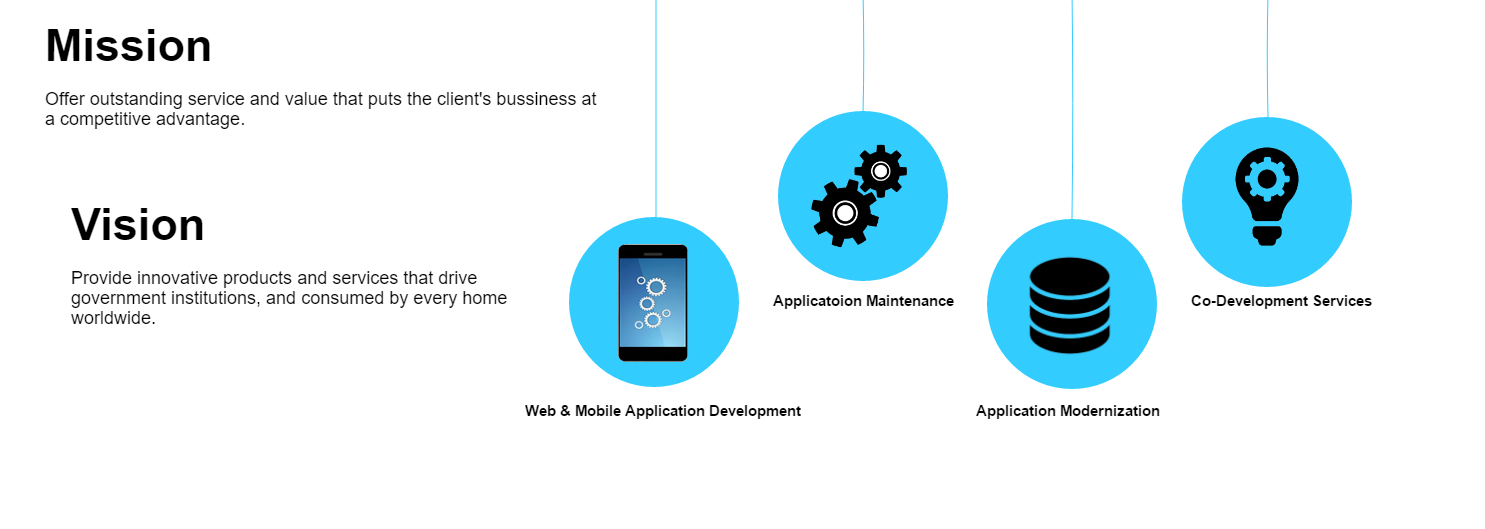 Mission
Offer outstanding service and value that puts the client's bussiness at
a competitive advantage.
Vision
Provide innovative products and services that drive
government institutions, and consumed by every home
worldwide.
Web & Mobile Application Development
Applicatoion Maintenance
Application Modernization
Co-Development Services